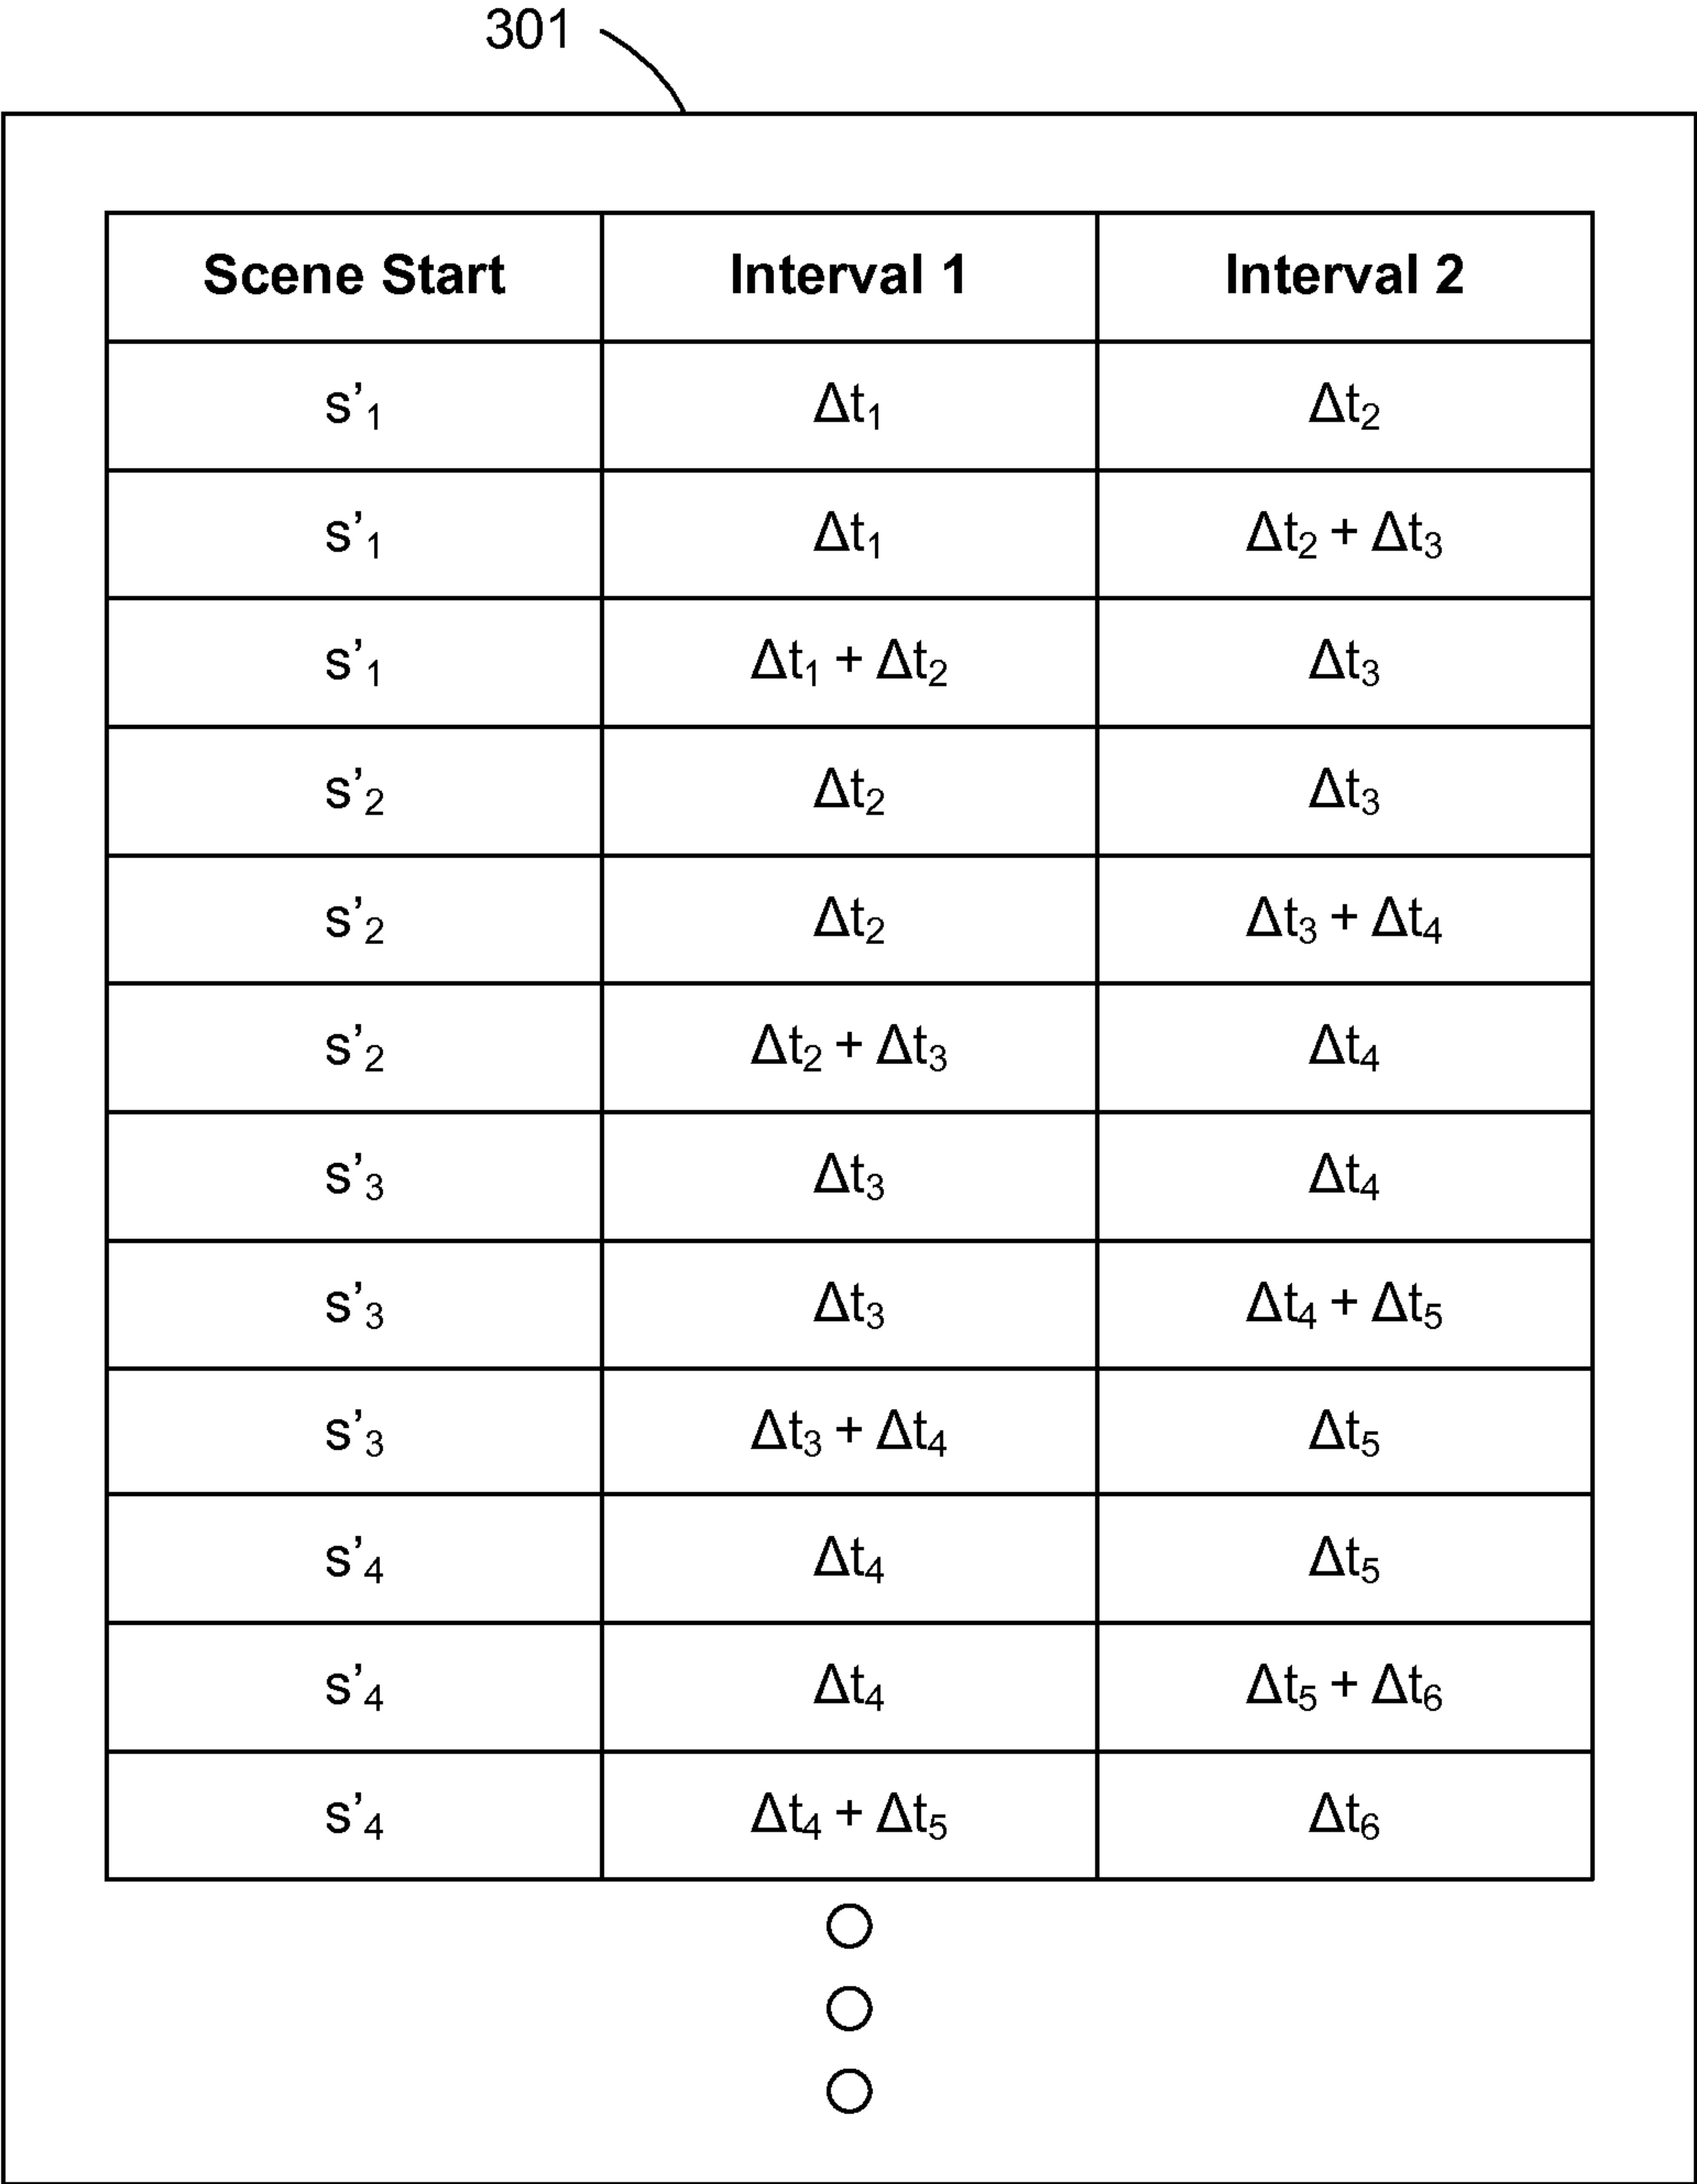 301
Scene Start Interval 1 Interval 2
s’₁ Δt₁ Δt₂
s’₁ Δt₁ Δt₂ + Δt₃
s’₁ Δt₁ + Δt₂ Δt₃
s’₂ Δt₂ Δt₃
s’₂ Δt₂ Δt₃ + Δt₄
s’₂ Δt₂ + Δt₃ Δt₄
s’₃ Δt₃ Δt₄
s’₃ Δt₃ Δt₄ + Δt₅
s’₃ Δt₃ + Δt₄ Δt₅
s’₄ Δt₄ Δt₅
s’₄ Δt₄ Δt₅ + Δt₆
s’₄ Δt₄ + Δt₅ Δt₆